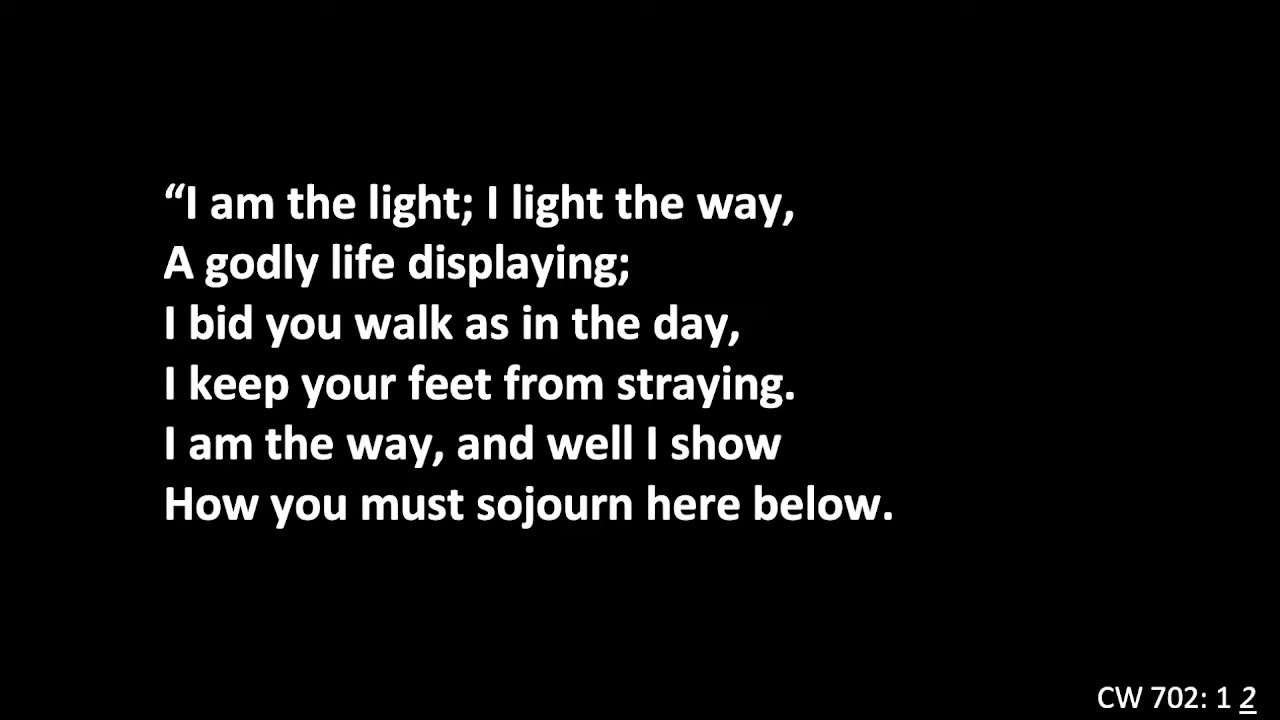 “I am the light; I light the way,
A godly life displaying;
I bid you walk as in the day,
I keep your feet from straying.
I am the way, and well I show
How you must sojourn here below.
CW 702: 1 2